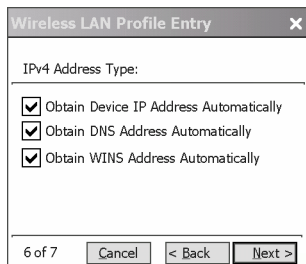 Wireless LAN Profile Entry
IPv4 Address Type:
Obtain Device IP Address Automatically
Obtain DNS Address Automatically
Obtain WINS Address Automatically
6 of 7 Cancel < Back Next >